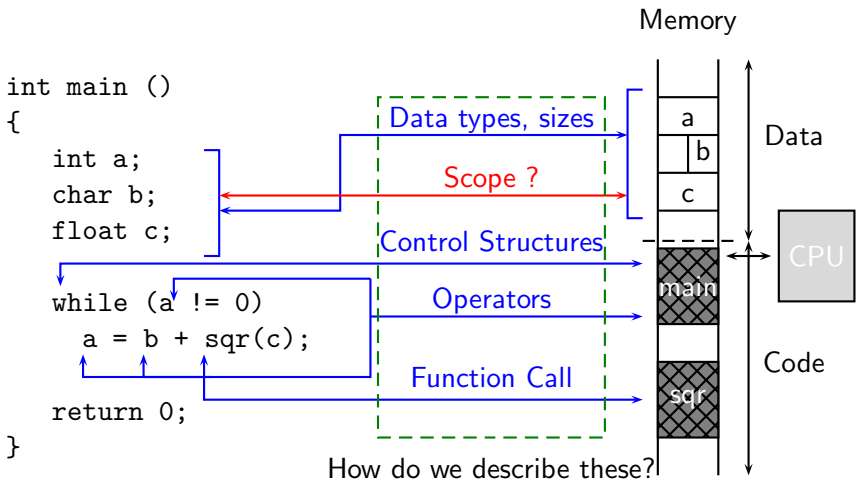 Memory
int main ()
{
int a;
char b;
float c;
while (a != 0)
a = b + sqr(c);
return 0;
}
Data types, sizes
Scope ?
Control Structures
Operators
Function Call
How do we describe these?
a
b
c
main
sqr
Data
Code
CPU